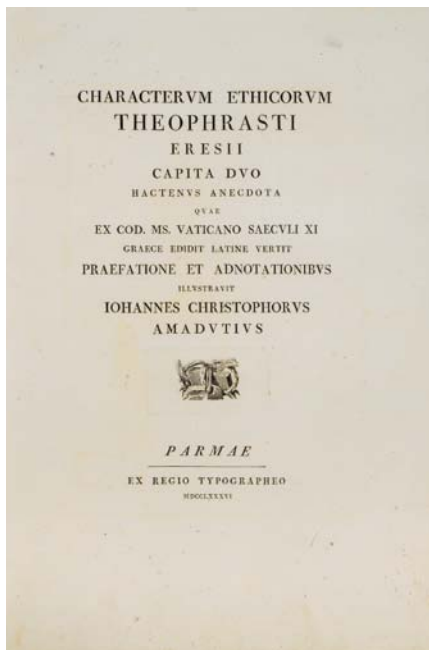 CHARACTERVM ETHICORVM
THEOPHRASTI
ERESII
CAPITA DVO
HACTENVS ANECDOTA
QVAE
EX COD. MS. VATICANO SAECVLI XI
GRAECE EDIDIT LATINE VERTIT
PRAEFATIONE ET ADNOTATIONIBVS
ILLVSTRAVIT
IOHANNES CHRISTOPHORVS
AMADVTIVS
PARMAE
EX REGIO TYPOGRAPHEO
MDCCLXXXVI